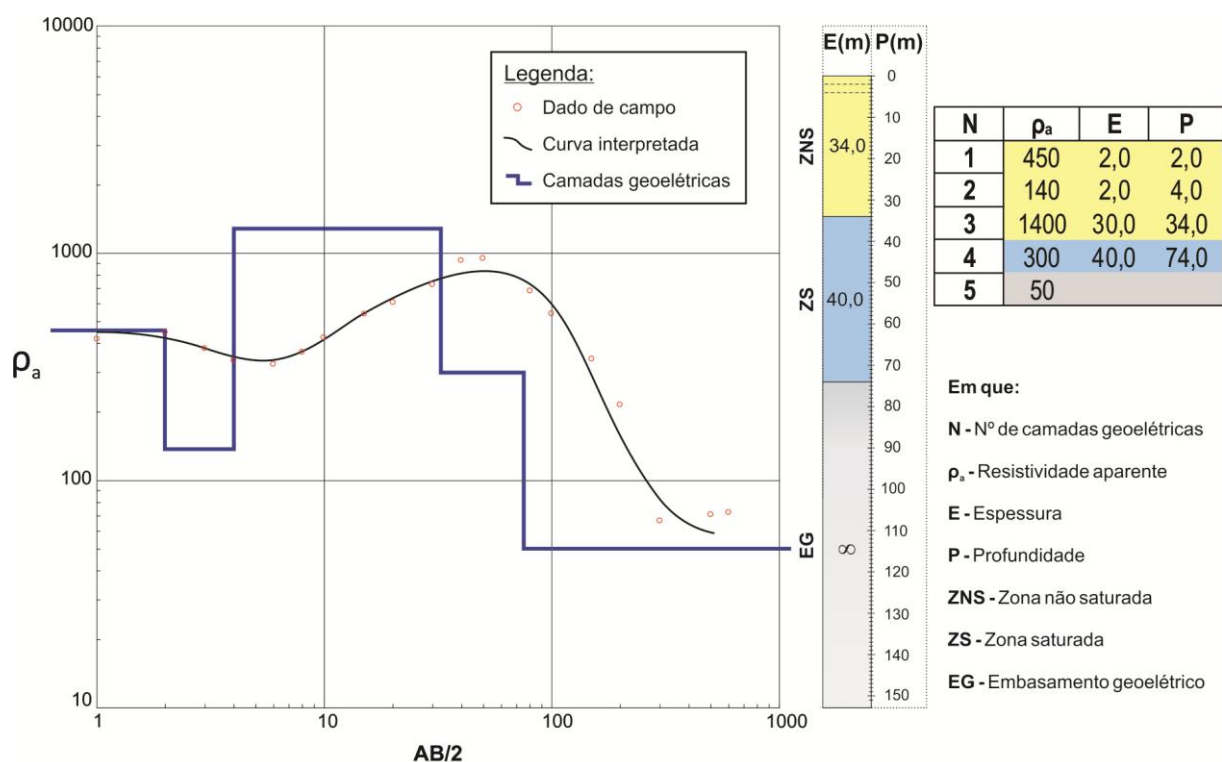 10000
1000
100
10
ρa
1 10 100 1000
AB/2
Legenda:
Dado de campo
Curva interpretada
Camadas geoelétricas
E(m) P(m)
ZNS
34,0
ZS
40,0
EG
∞
0
10
20
30
40
50
60
70
80
90
100
110
120
130
140
150
N ρa E P
1 450 2,0 2,0
2 140 2,0 4,0
3 1400 30,0 34,0
4 300 40,0 74,0
5 50
Em que:
N - Nº de camadas geoelétricas
ρa - Resistividade aparente
E - Espessura
P - Profundidade
ZNS - Zona não saturada
ZS - Zona saturada
EG - Embasamento geoelétrico